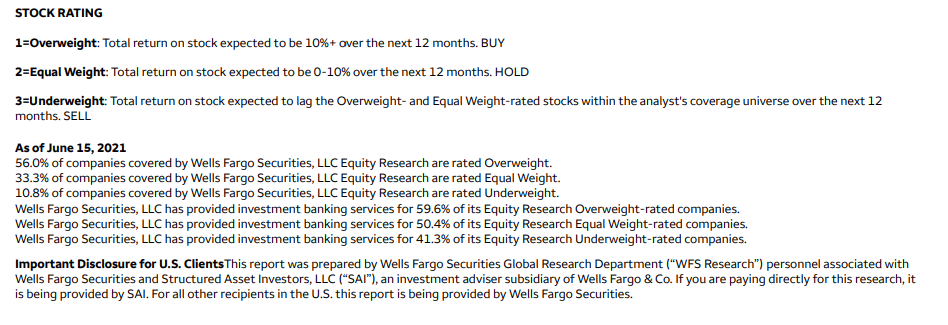 STOCK RATING
1=Overweight: Total return on stock expected to be 10%+ over the next 12 months. BUY
2=Equal Weight: Total return on stock expected to be 0-10% over the next 12 months. HOLD
3=Underweight: Total return on stock expected to lag the Overweight- and Equal Weight-rated stocks within the analyst's coverage universe over the next 12
months. SELL
As of June 15, 2021
56.0% of companies covered by Wells Fargo Securities, LLC Equity Research are rated Overweight.
33.3% of companies covered by Wells Fargo Securities, LLC Equity Research are rated Equal Weight.
10.8% of companies covered by Wells Fargo Securities, LLC Equity Research are rated Underweight.
Wells Fargo Securities, LLC has provided investment banking services for 59.6% of its Equity Research Overweight-rated companies.
Wells Fargo Securities, LLC has provided investment banking services for 50.4% of its Equity Research Equal Weight-rated companies.
Wells Fargo Securities, LLC has provided investment banking services for 41.3% of its Equity Research Underweight-rated companies.
Important Disclosure for U.S. ClientsThis report was prepared by Wells Fargo Securities Global Research Department (“WFS Research”) personnel associated with
Wells Fargo Securities and Structured Asset Investors, LLC (“SAI”), an investment adviser subsidiary of Wells Fargo & Co. If you are paying directly for this research, it
is being provided by SAI. For all other recipients in the U.S. this report is being provided by Wells Fargo Securities.